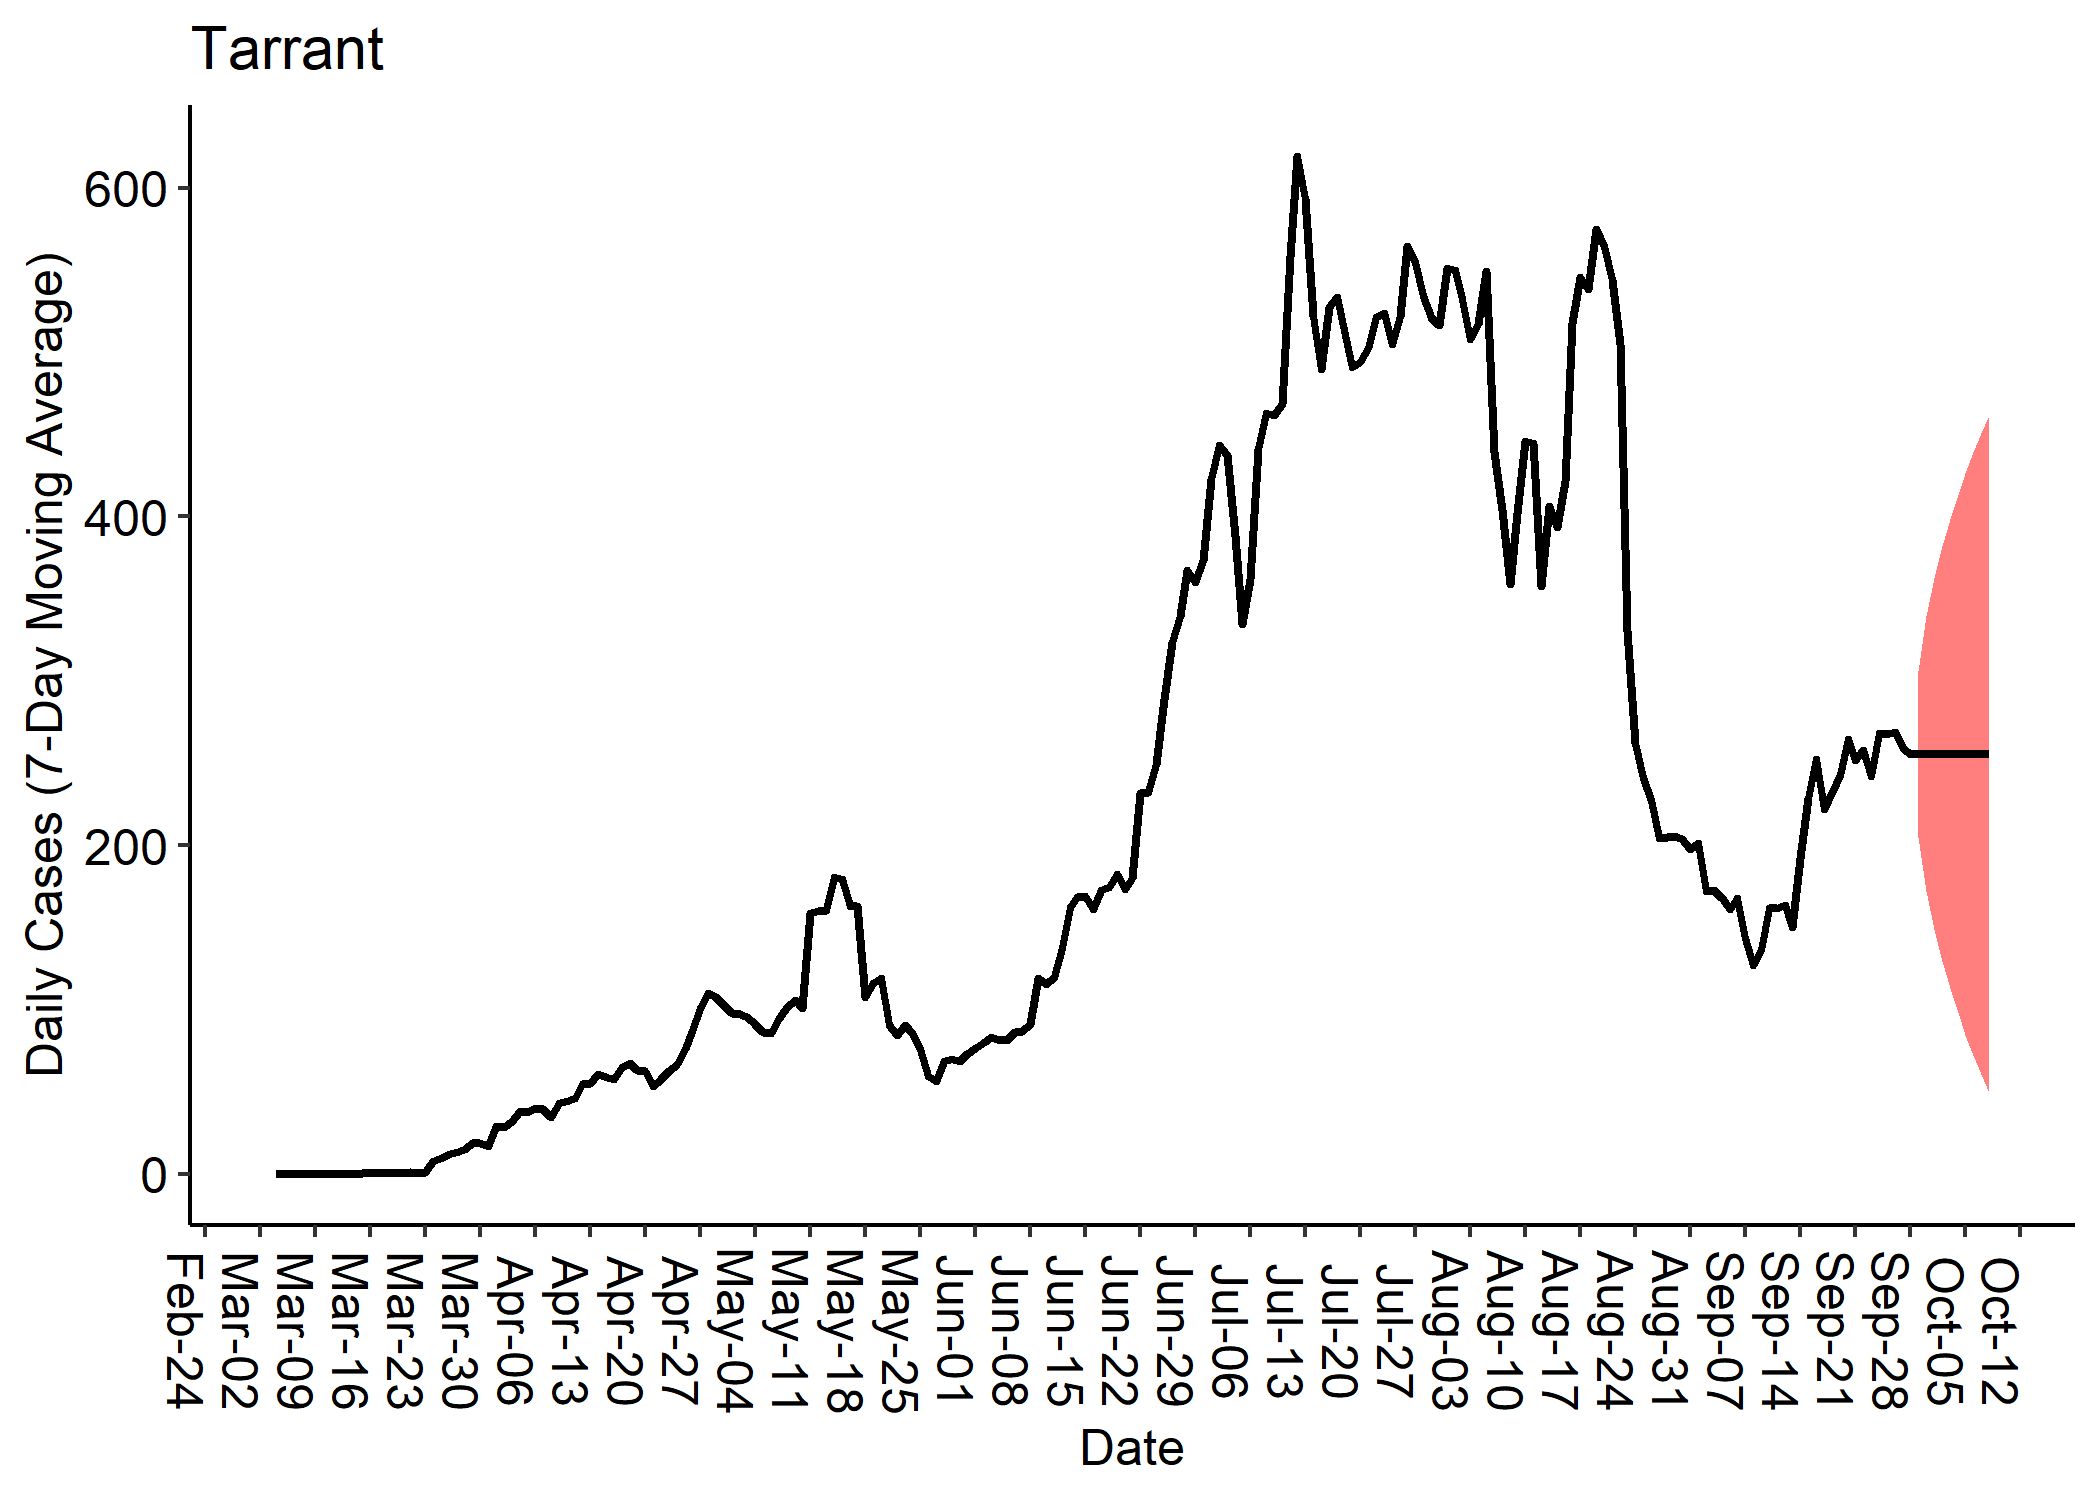 Tarrant
Daily Cases (7-Day Moving Average)
600
400
200
0
Feb-24
Mar-02
Mar-09
Mar-16
Mar-23
Mar-30
Apr-06
Apr-13
Apr-20
Apr-27
May-04
May-11
May-18
May-25
Jun-01
Jun-08
Jun-15
Jun-22
Jun-29
Jul-06
Jul-13
Jul-20
Jul-27
Aug-03
Aug-10
Aug-17
Aug-24
Aug-31
Sep-07
Sep-14
Sep-21
Sep-28
Oct-05
Oct-12
Date